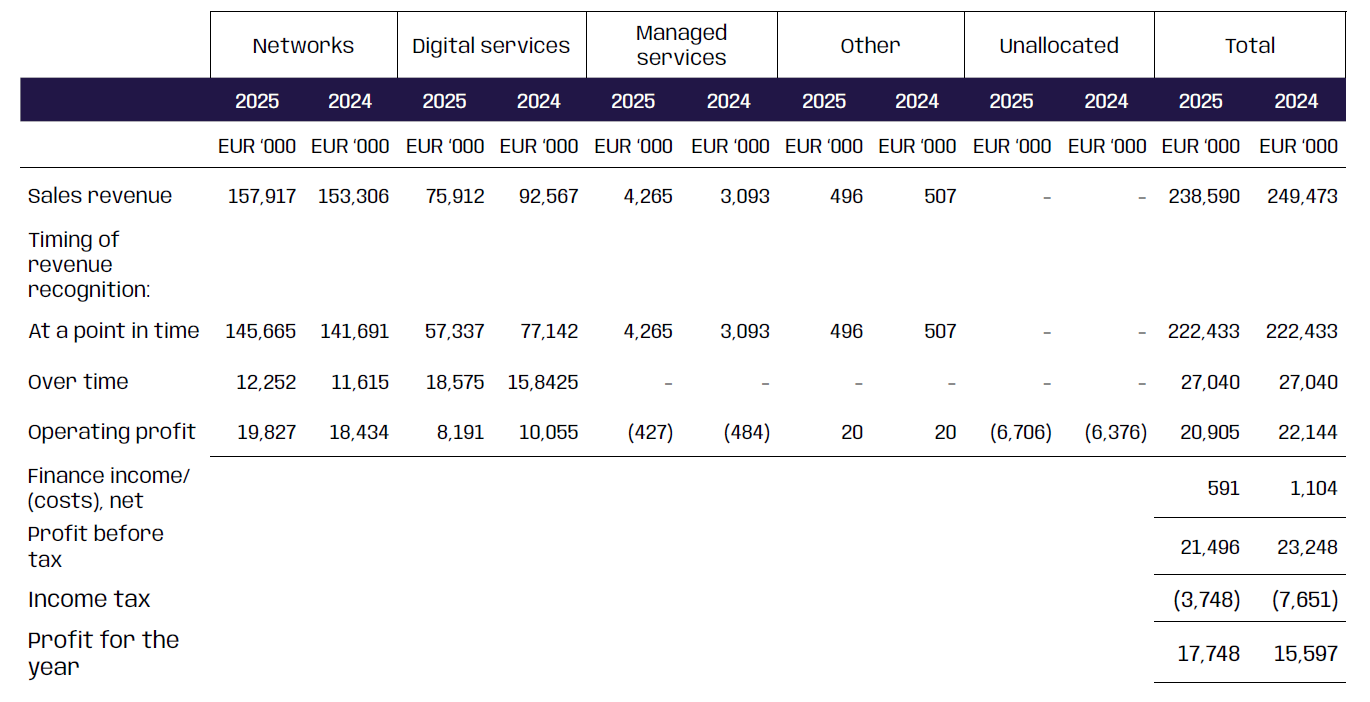 Networks Digital services Managed services Other Unallocated Total
2025 2024 2025 2024 2025 2024 2025 2024 2025 2024 2025 2024
EUR ‘000 EUR ‘000 EUR ‘000 EUR ‘000 EUR ‘000 EUR ‘000 EUR ‘000 EUR ‘000 EUR ‘000 EUR ‘000 EUR ‘000 EUR ‘000
Sales revenue 157,917 153,306 75,912 92,567 4,265 3,093 496 507 – – 238,590 249,473
Timing of
revenue
recognition:
At a point in time 145,665 141,691 57,337 77,142 4,265 3,093 496 507 – – 222,433 222,433
Over time 12,252 11,615 18,575 15,8425 – – – – – – 27,040 27,040
Operating profit 19,827 18,434 8,191 10,055 (427) (484) 20 20 (6,706) (6,376) 20,905 22,144
Finance income/
(costs), net 591 1,104
Profit before
tax 21,496 23,248
Income tax (3,748) (7,651)
Profit for the
year 17,748 15,597